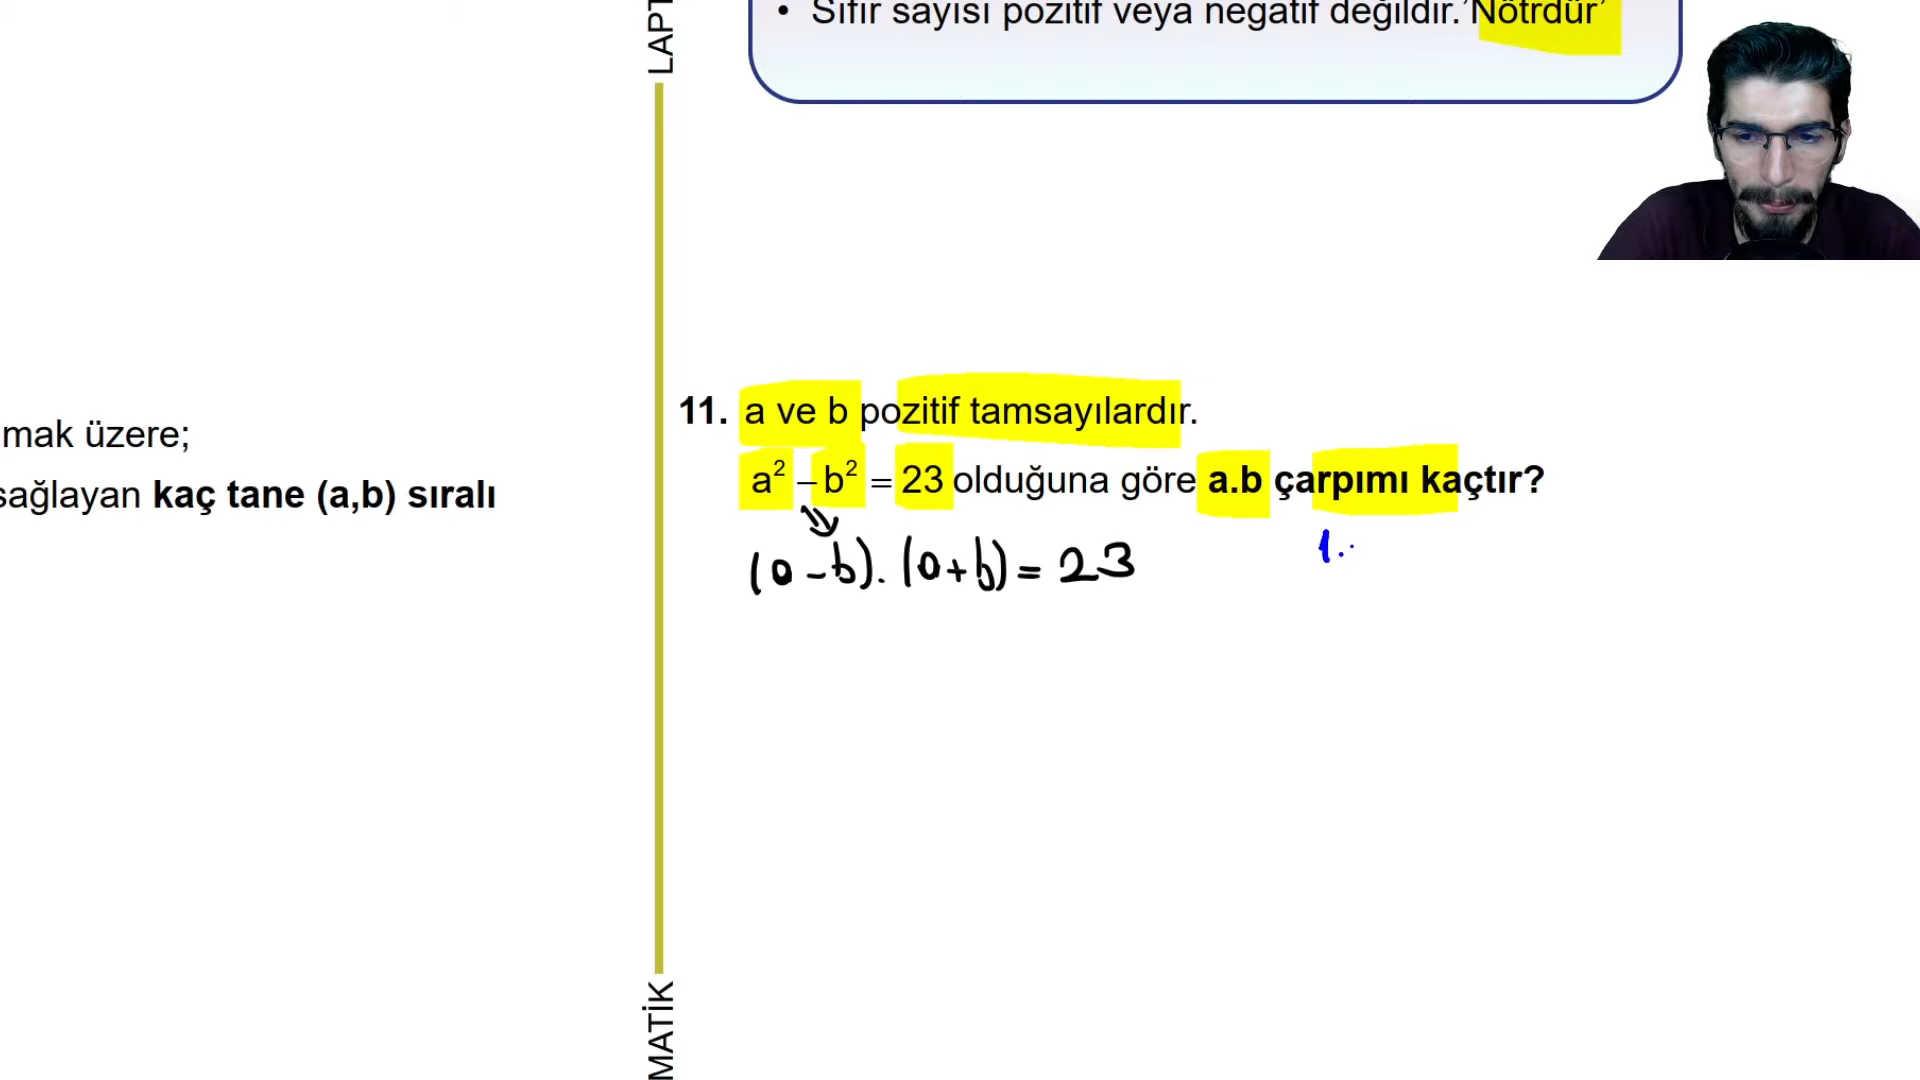 • Sıfır sayısı pozitif veya negatif değildir.'Nötrdür'
LAPT
mak üzere;
sağlayan kaç tane (a,b) sıralı
11. a ve b pozitif tamsayılardır.
a² – b² = 23 olduğuna göre a.b çarpımı kaçtır?
(a-b).(a+b)=23
1.
MATİK